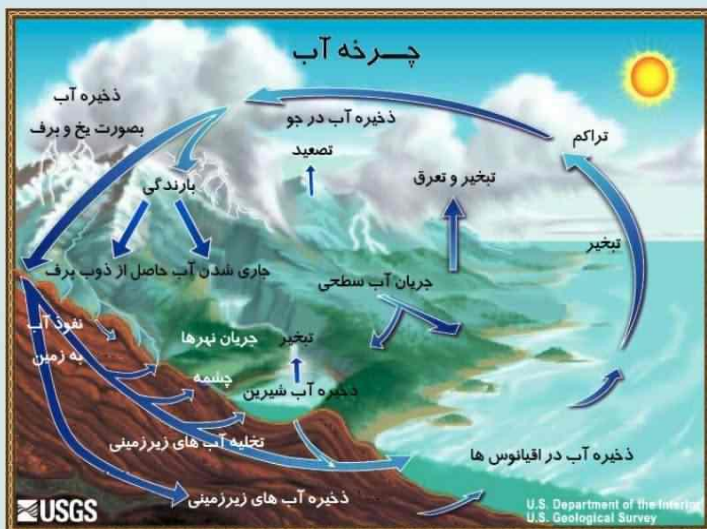 چرخه آب
ذخیره آب
بصورت یخ و برف
ذخیره آب در جو
تراکم
تصعید
تبخیر و تعرق
بارندگی
تبخیر
جاری شدن آب حاصل از ذوب برف
جریان آب سطحی
نفوذ آب
به زمین
جریان نهرها
تبخیر
چشمه
ذخیره آب شیرین
تخلیه آب های زیرزمینی
ذخیره آب در اقیانوس ها
ذخیره آب های زیرزمینی
USGS
U.S. Department of the Interior
U.S. Geological Survey